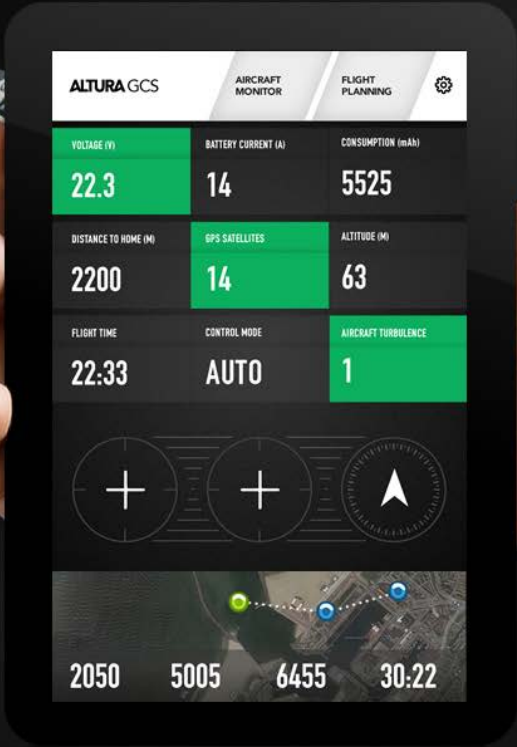 ALTURA GCS
AIRCRAFT
MONITOR
FLIGHT
PLANNING
VOLTAGE (V)
BATTERY CURRENT (A)
CONSUMPTION (mAh)
22.3
14
5525
DISTANCE TO HOME (M)
GPS SATELLITES
ALTITUDE (M)
2200
14
63
FLIGHT TIME
CONTROL MODE
AIRCRAFT TURBULENCE
22:33
AUTO
1
2050
5005
6455
30:22